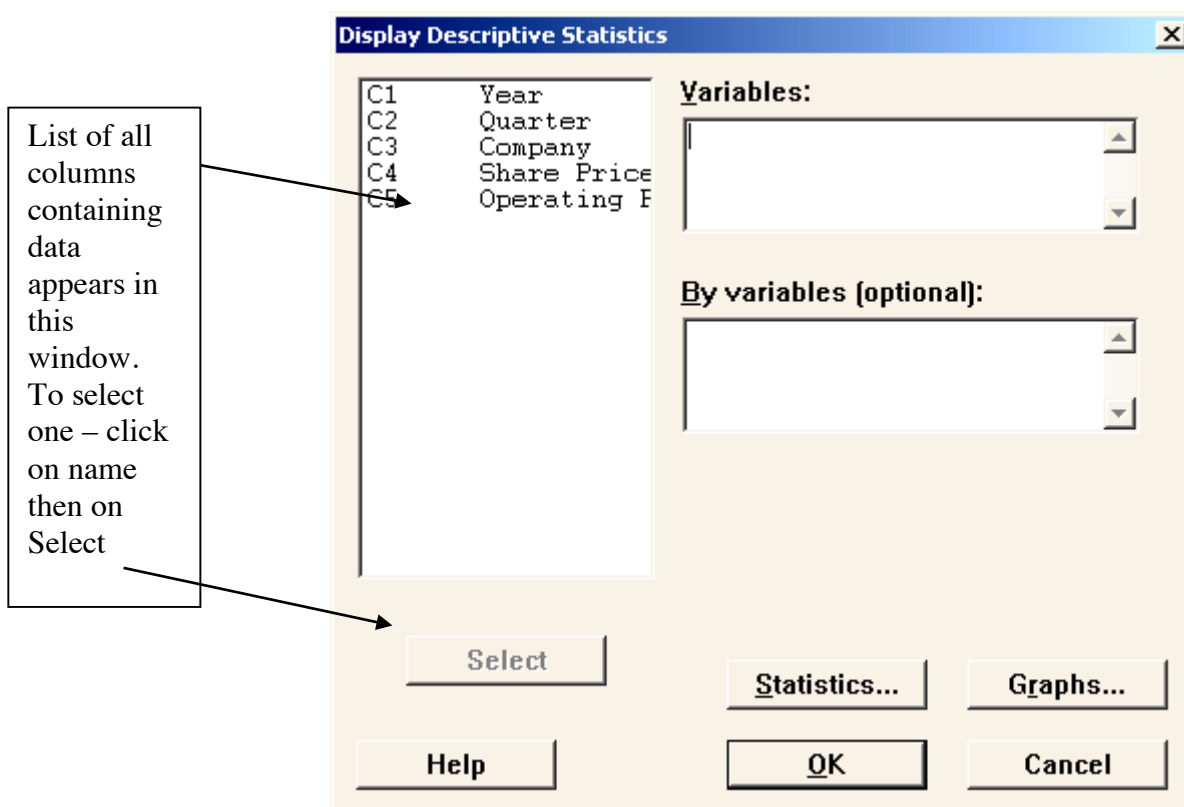 Display Descriptive Statistics
List of all
columns
containing
data
appears in
this
window.
To select
one – click
on name
then on
Select
C1 Year
C2 Quarter
C3 Company
C4 Share Price
C5 Operating
Variables:
By variables (optional):
Select
Statistics...
Graphs...
Help
OK
Cancel